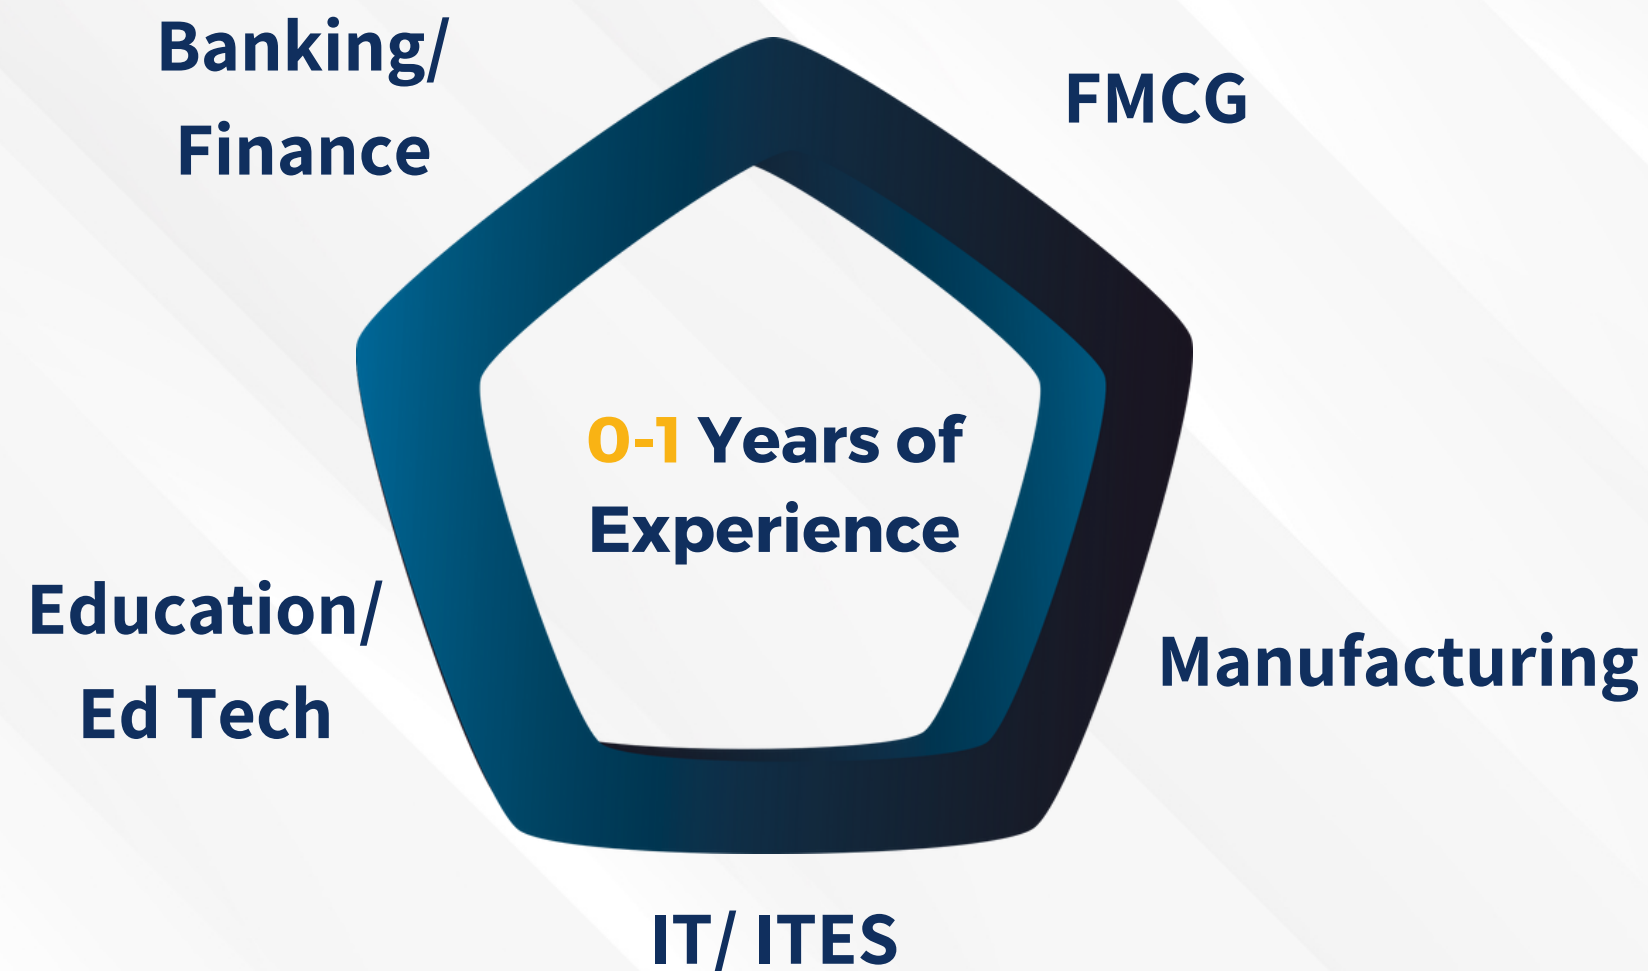 Banking/
Finance
FMCG
0-1 Years of
Experience
Education/
Ed Tech
Manufacturing
IT/ ITES